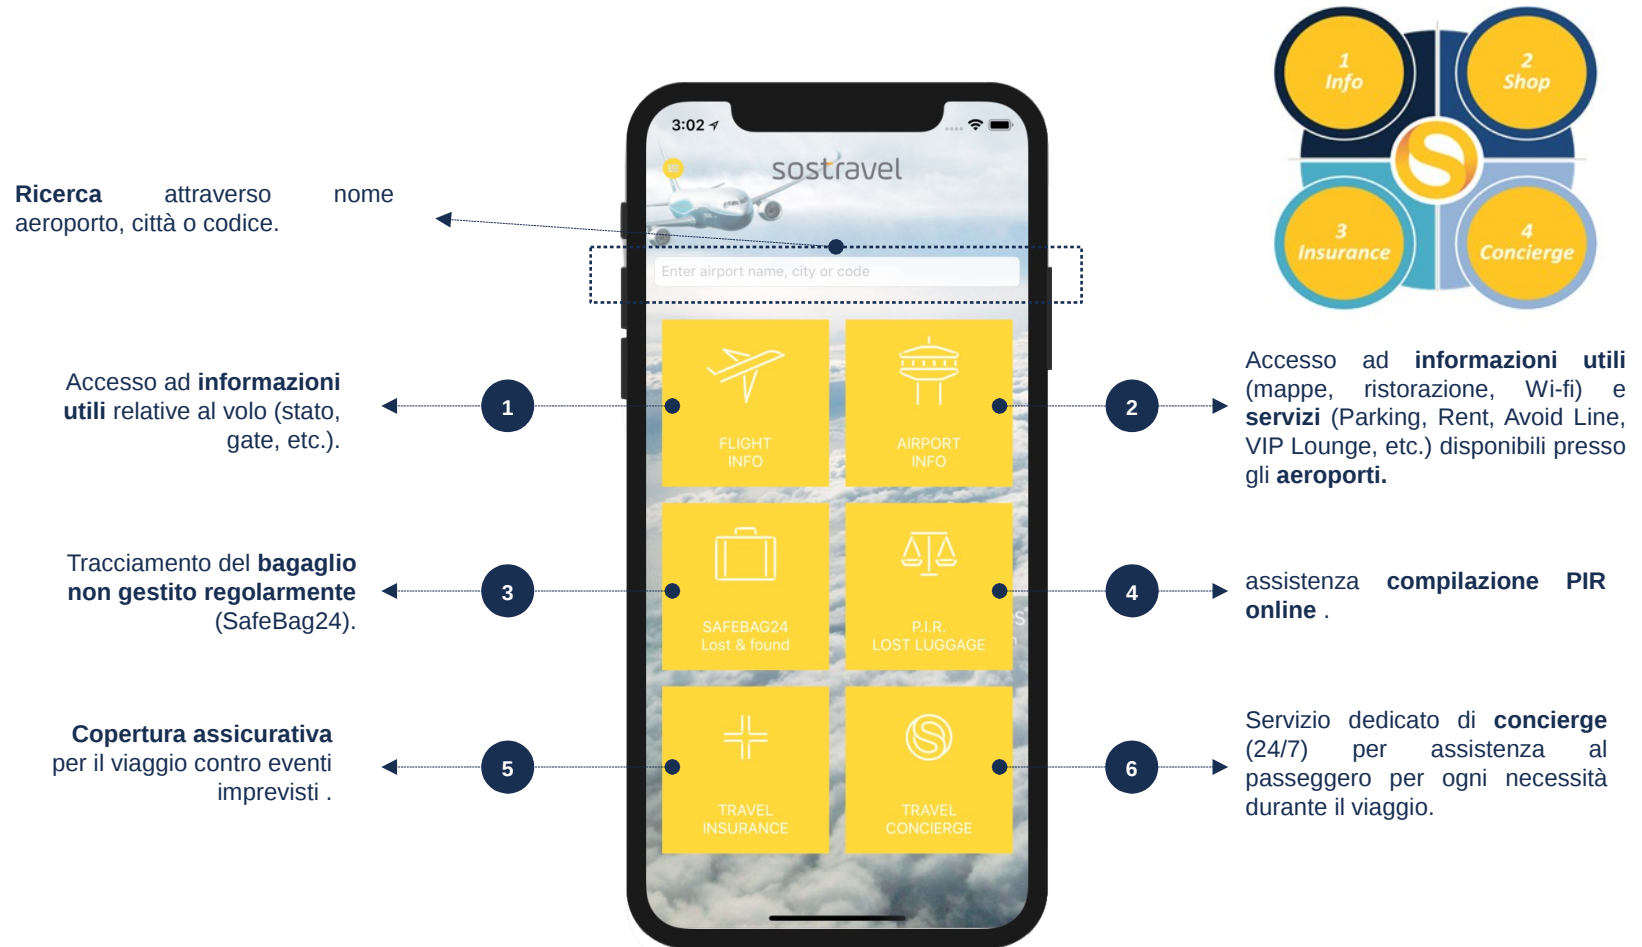 1
Info
2
Shop
3
Insurance
4
Concierge
3:02
sostravel
Ricerca attraverso nome
aeroporto, città o codice.
Enter airport name, city or code
Accesso ad informazioni
utili relative al volo (stato,
gate, etc.).
1
FLIGHT
INFO
AIRPORT
INFO
2
Accesso ad informazioni utili
(mappe, ristorazione, Wi-fi) e
servizi (Parking, Rent, Avoid Line,
VIP Lounge, etc.) disponibili presso
gli aeroporti.
Tracciamento del bagaglio
non gestito regolarmente
(SafeBag24).
3
SAFEBAG24
Lost & found
P.I.R.
LOST LUGGAGE
4
assistenza compilazione PIR
online .
Copertura assicurativa
per il viaggio contro eventi
imprevisti .
5
TRAVEL
INSURANCE
TRAVEL
CONCIERGE
6
Servizio dedicato di concierge
(24/7) per assistenza al
passeggero per ogni necessità
durante il viaggio.